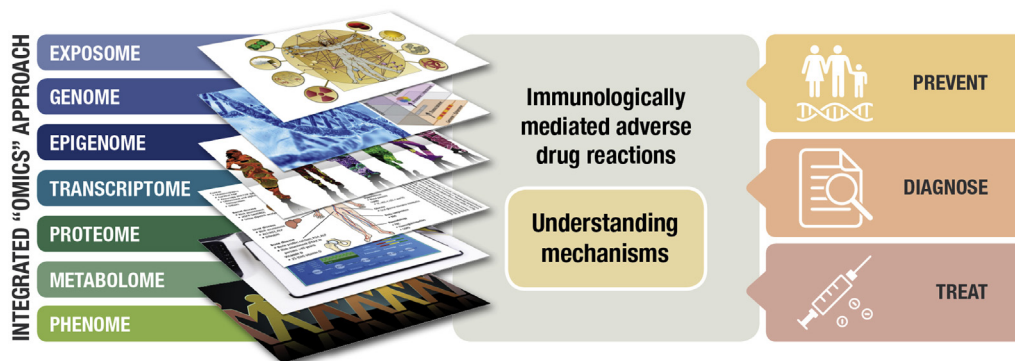 INTEGRATED “OMICS” APPROACH
EXPOSOME
GENOME
EPIGENOME
TRANSCRIPTOME
PROTEOME
METABOLOME
PHENOME
Immunologically
mediated adverse
drug reactions
Understanding
mechanisms
PREVENT
DIAGNOSE
TREAT